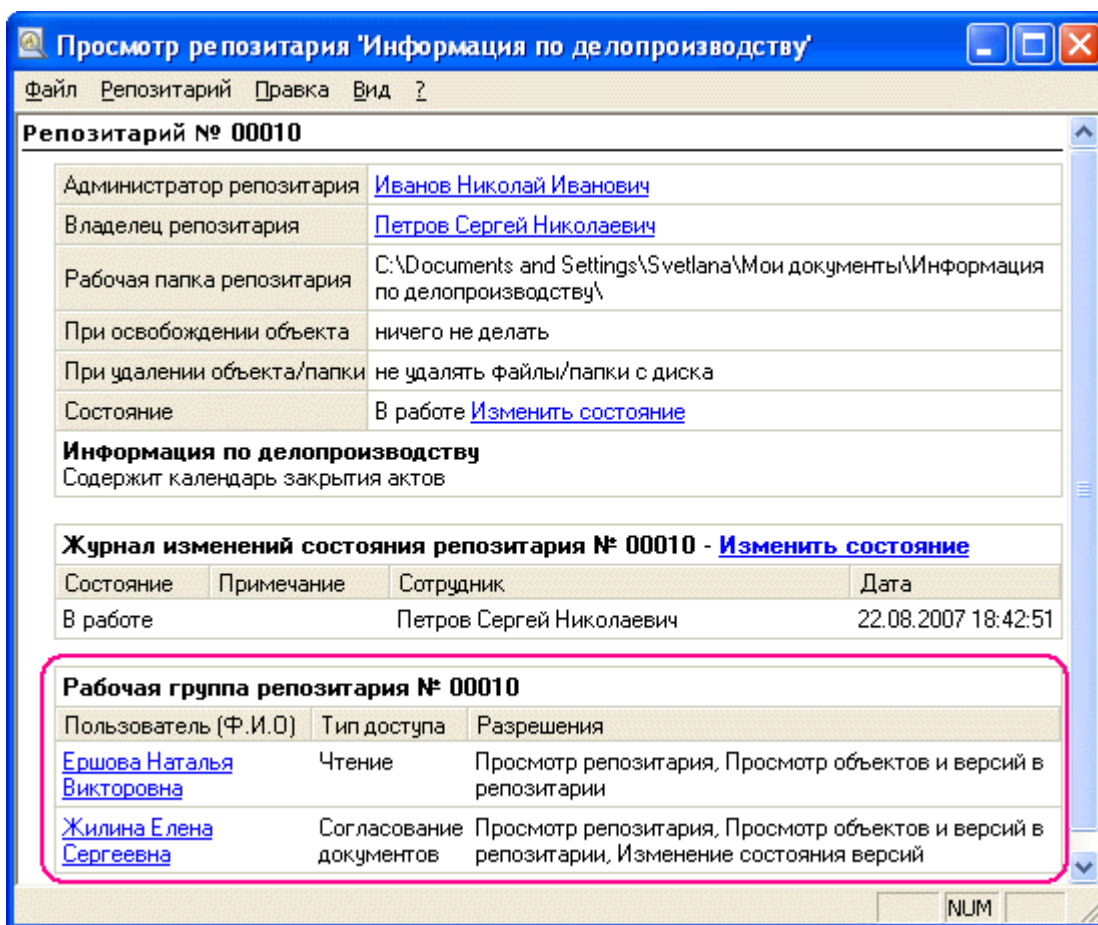 Просмотр репозитария 'Информация по делопроизводству'
Файл Репозитарий Правка Вид ?
Репозитарий № 00010
Администратор репозитария Иванов Николай Иванович
Владелец репозитария Петров Сергей Николаевич
Рабочая папка репозитария C:\Documents and Settings\Svetlana\Мои документы\Информация
по делопроизводству\
При освобождении объекта ничего не делать
При удалении объекта/папки не удалять файлы/папки с диска
Состояние В работе Изменить состояние
Информация по делопроизводству
Содержит календарь закрытия актов
Журнал изменений состояния репозитария № 00010 - Изменить состояние
Состояние Примечание Сотрудник Дата
В работе Петров Сергей Николаевич 22.08.2007 18:42:51
Рабочая группа репозитария № 00010
Пользователь (Ф.И.О) Тип доступа Разрешения
Ершова Наталья Чтение Просмотр репозитария, Просмотр объектов и версий в
Викторовна репозитарии
Жилина Елена Согласование Просмотр репозитария, Просмотр объектов и версий в
Сергеевна документов репозитарии, Изменение состояния версий
NUM